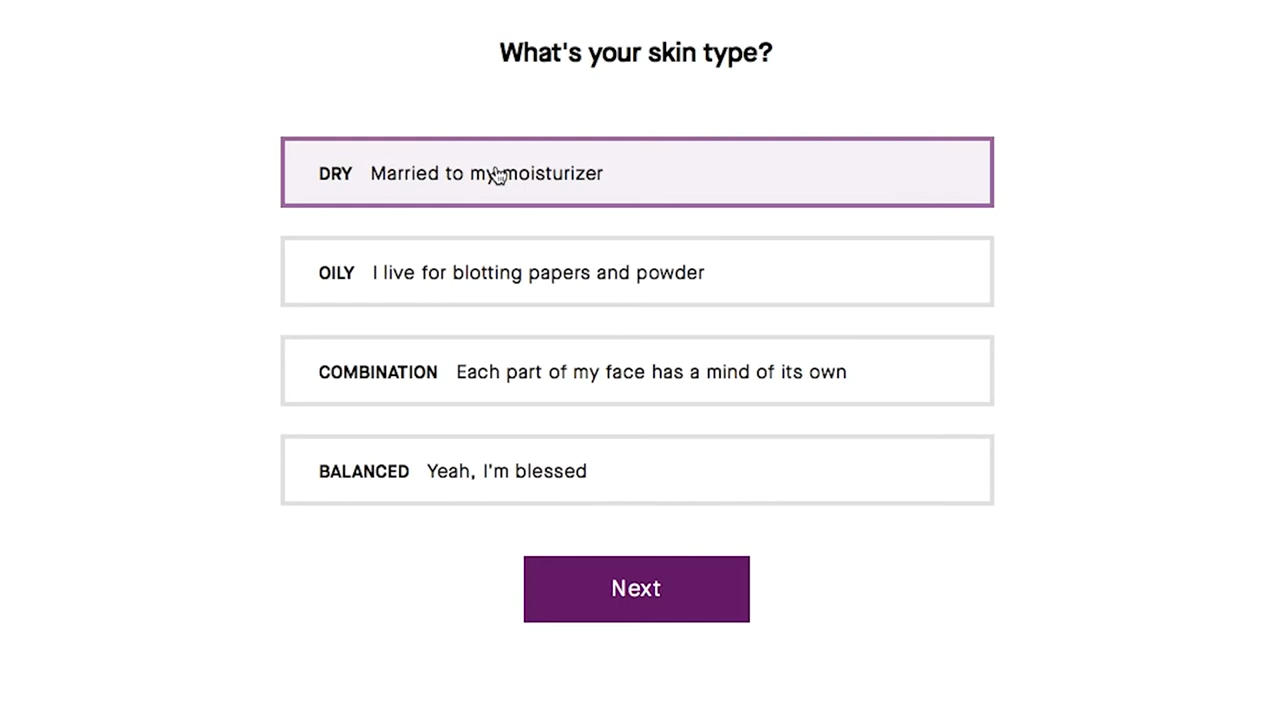 What's your skin type?
DRY Married to my moisturizer
OILY I live for blotting papers and powder
COMBINATION Each part of my face has a mind of its own
BALANCED Yeah, I'm blessed
Next